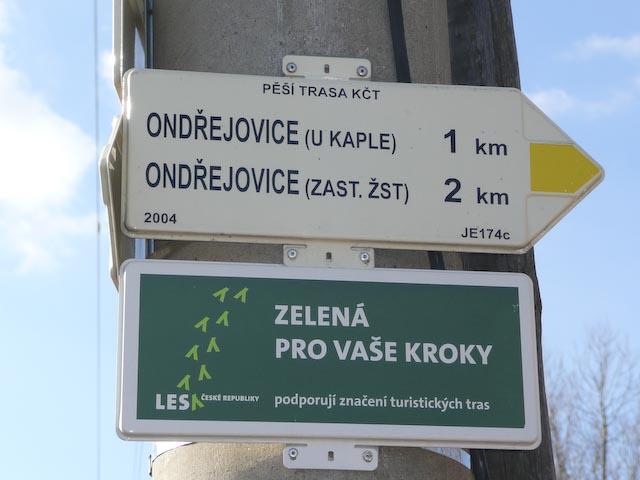 PĚŠÍ TRASA KČT
ONDŘEJOVICE (U KAPLE) 1 km
ONDŘEJOVICE (ZAST. ŽST) 2 km
2004 JE174c
ZELENÁ
PRO VAŠE KROKY
LESY ČESKÉ REPUBLIKY podporují značení turistických tras